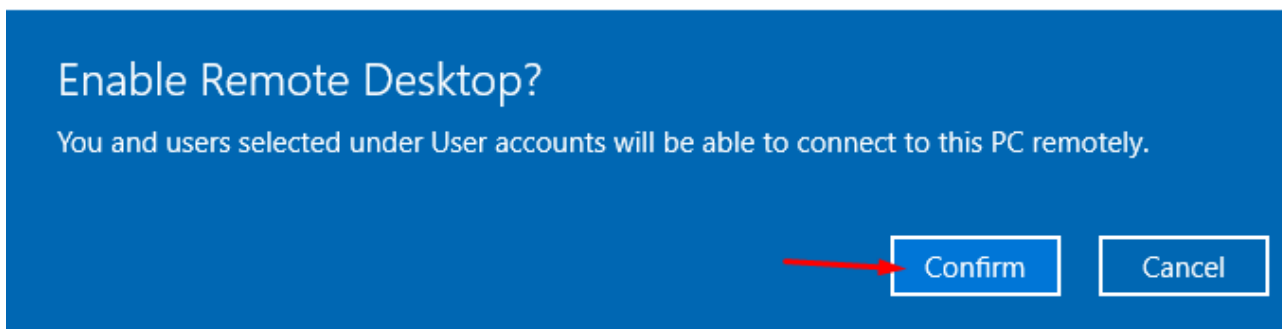 Enable Remote Desktop?
You and users selected under User accounts will be able to connect to this PC remotely.
Confirm Cancel